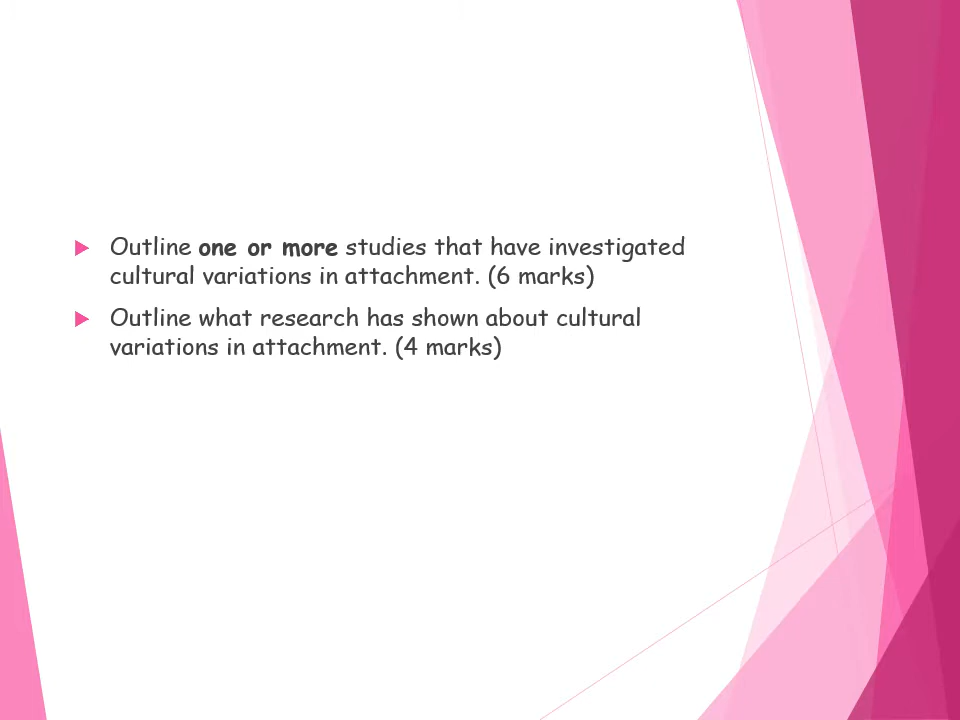 Outline one or more studies that have investigated
cultural variations in attachment. (6 marks)
Outline what research has shown about cultural
variations in attachment. (4 marks)